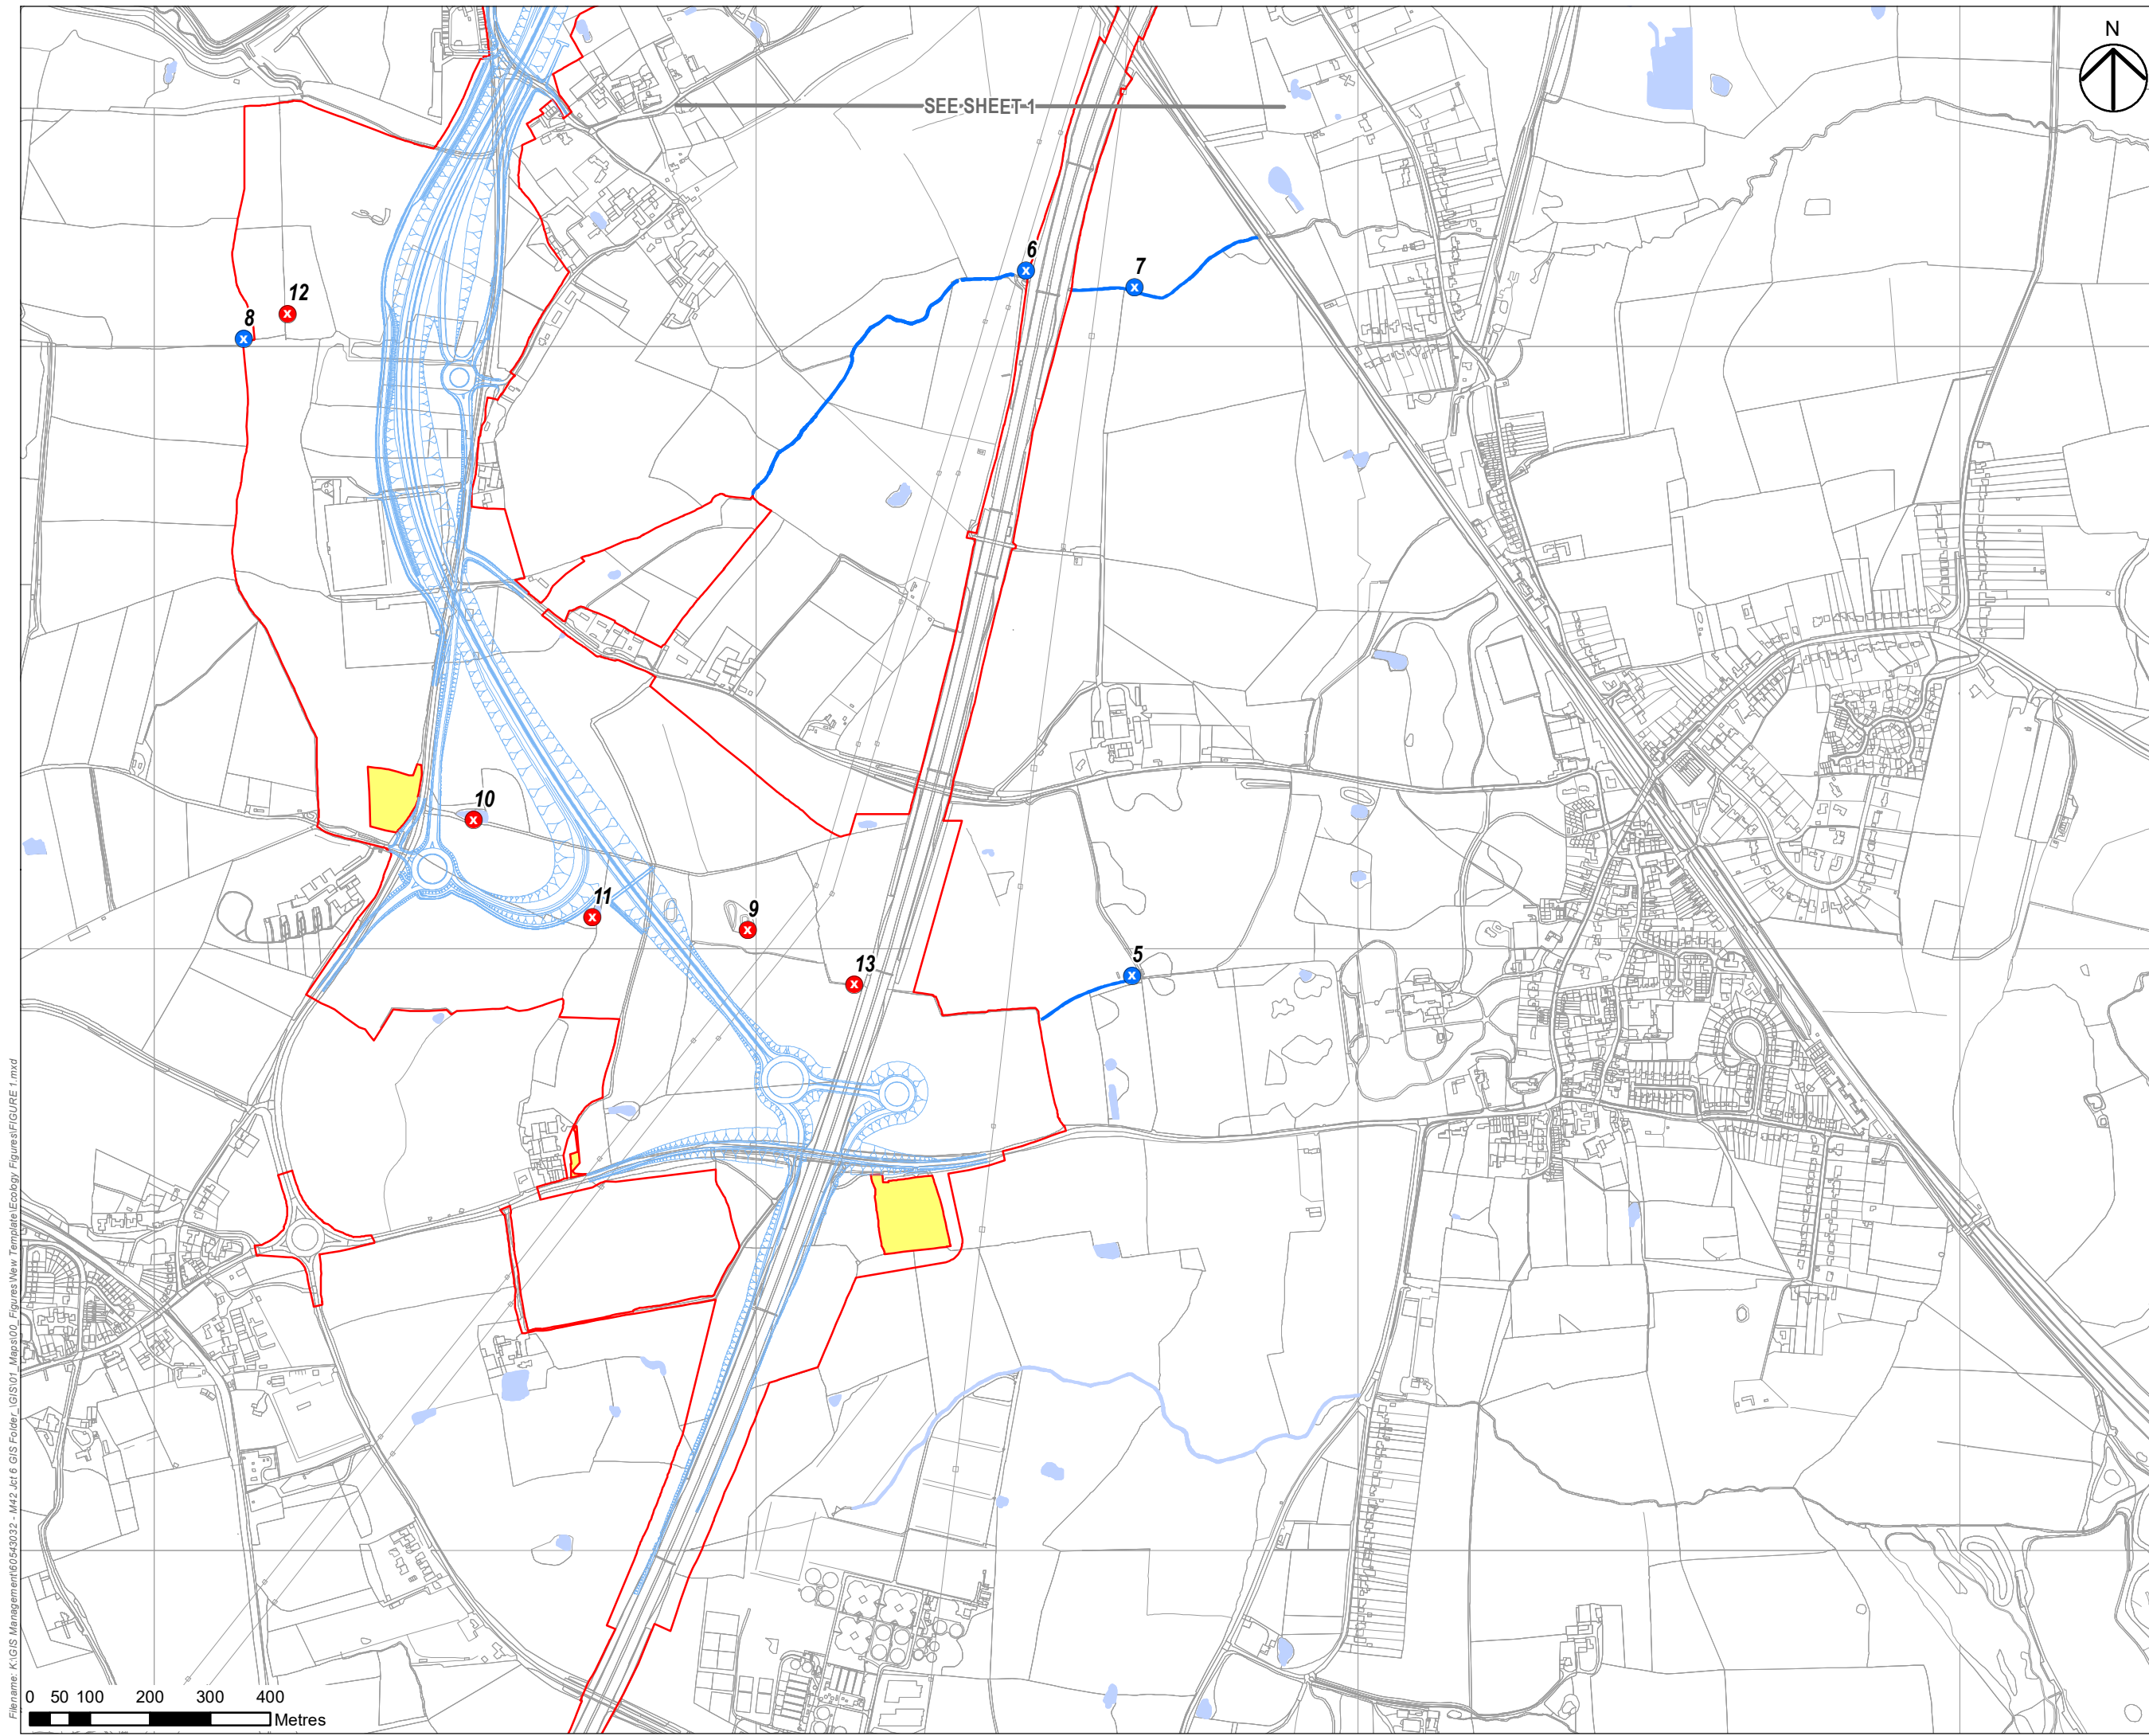 N
SEE SHEET 1
6
7
12
8
10
11
9
13
5
0 50 100 200 300 400
Metres
Filename: K:\GIS Management\60543032 - M42 Jct 6 GIS Folder_\GIS\01_Maps\00_Figures\New Template\Ecology Figures\FIGURE 1.mxd